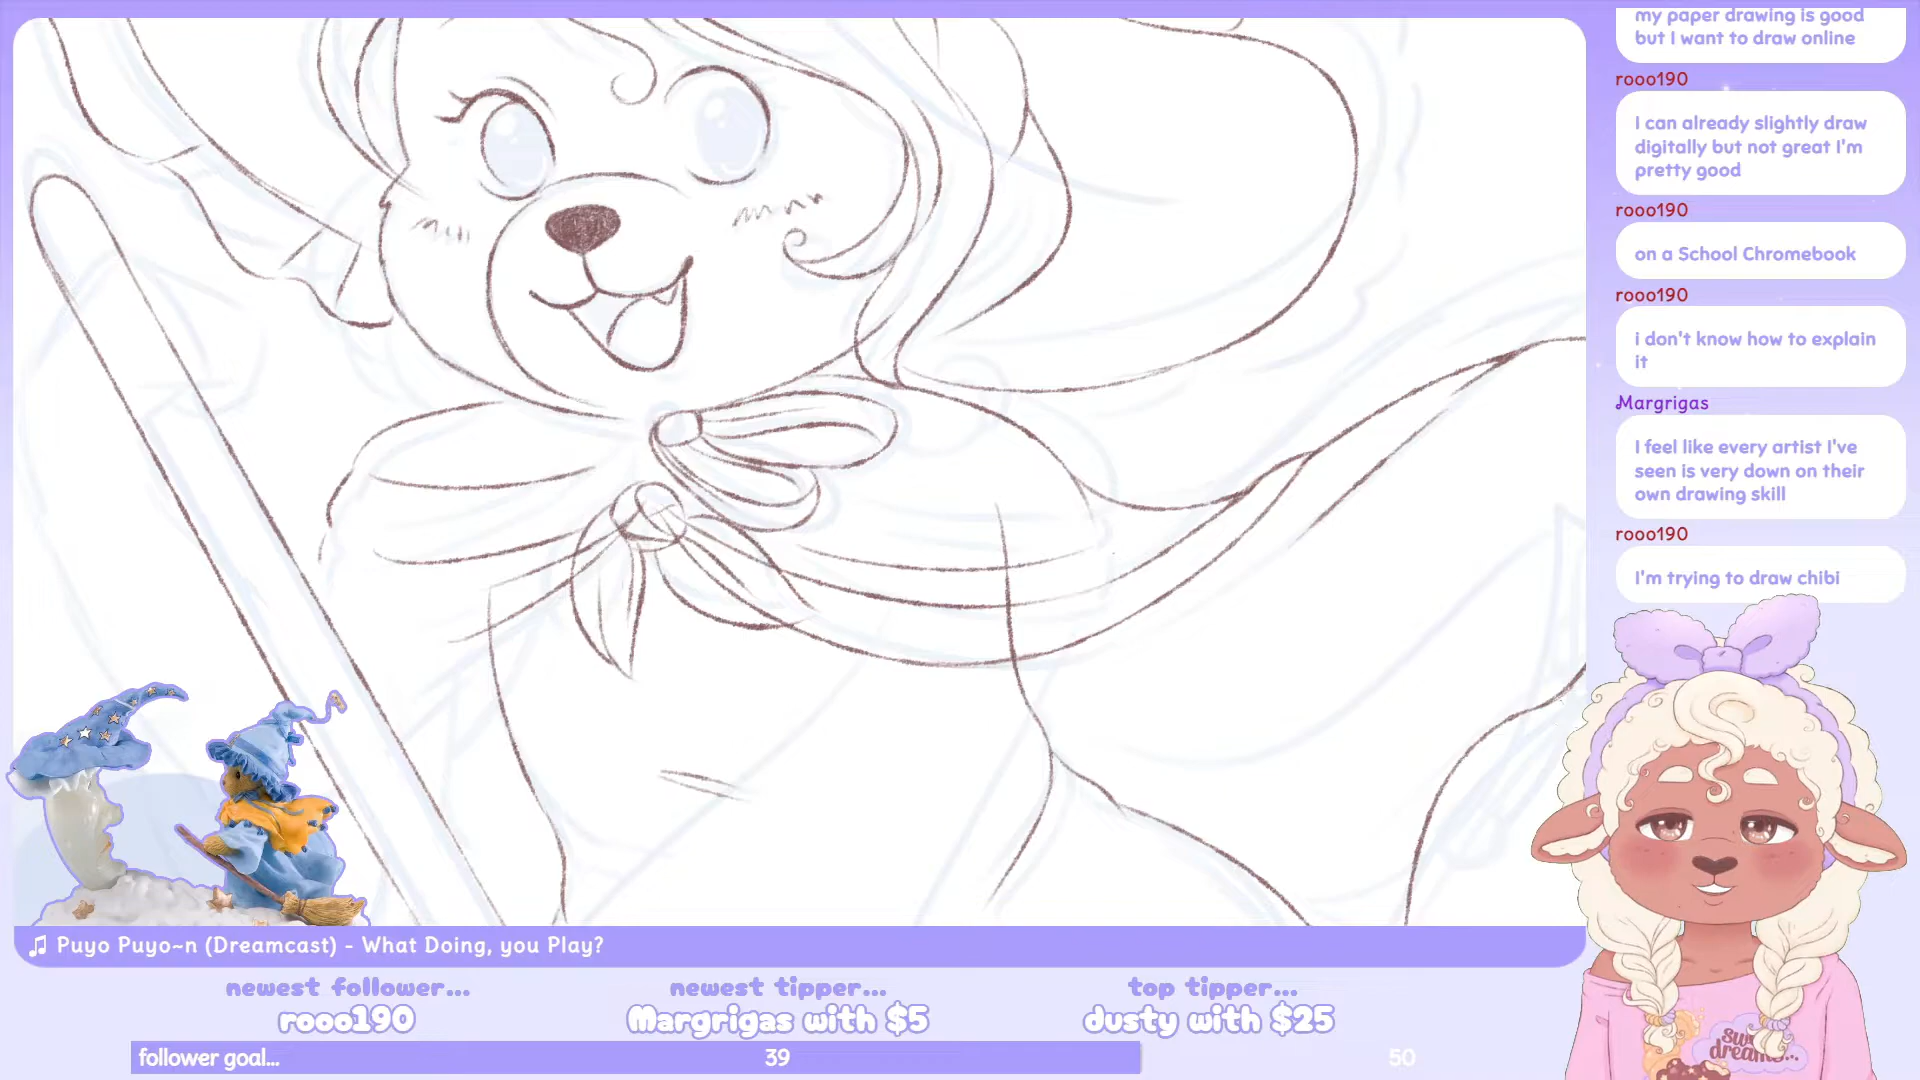 my paper drawing is good
but I want to draw online
rooo190
I can already slightly draw
digitally but not great I'm
pretty good
rooo190
on a School Chromebook
rooo190
i don't know how to explain
it
Margrigas
I feel like every artist I've
seen is very down on their
own drawing skill
rooo190
I'm trying to draw chibi
♫ Puyo Puyo~n (Dreamcast) - What Doing, you Play?
newest follower...
rooo190
newest tipper...
Margrigas with $5
top tipper...
dusty with $25
follower goal...
39
50
dreams...